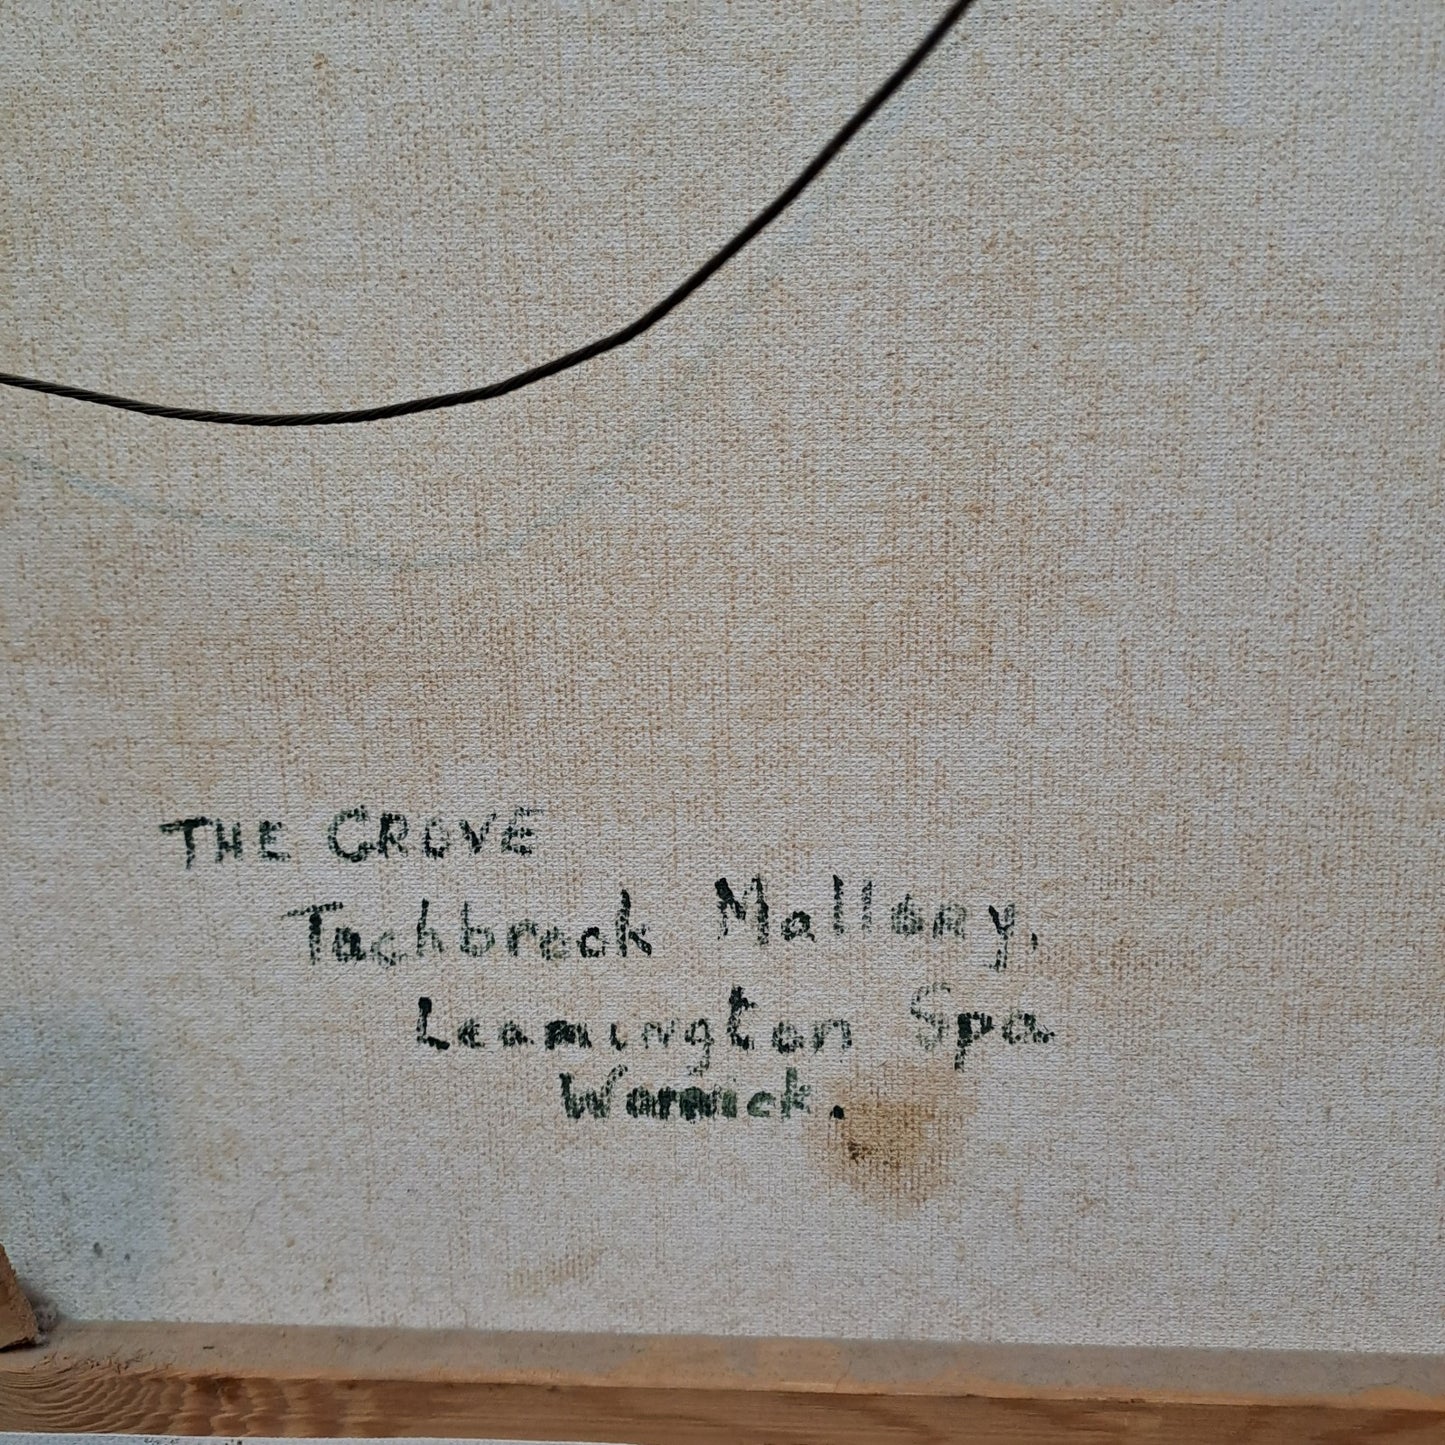 THE GROVE
Tachbrook Mallory,
Leamington Spa
Warwick.